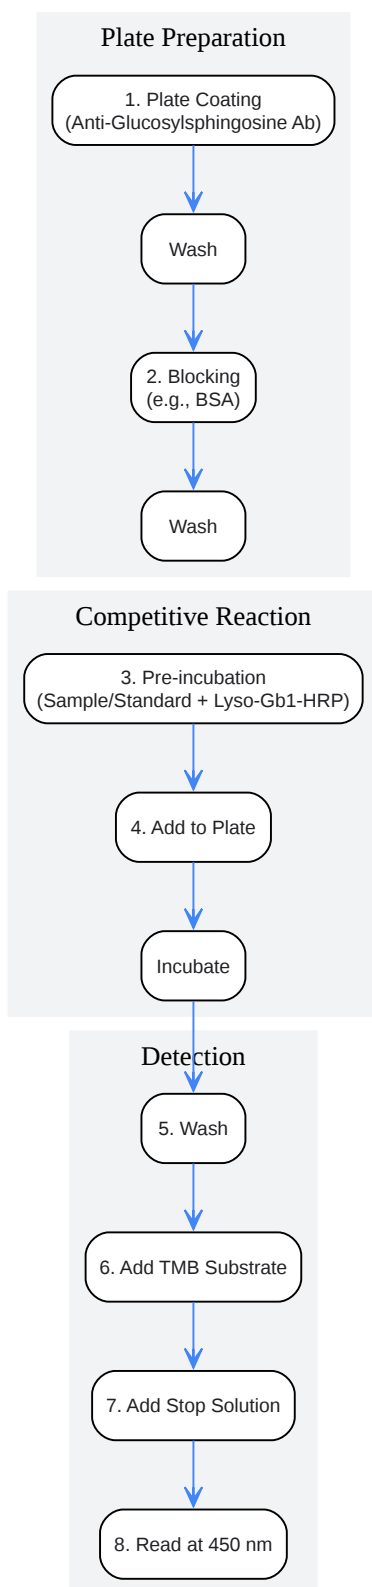 Plate Preparation
1. Plate Coating
(Anti-Glucosylsphingosine Ab)
Wash
2. Blocking
(e.g., BSA)
Wash
Competitive Reaction
3. Pre-incubation
(Sample/Standard + Lyso-Gb1-HRP)
4. Add to Plate
Incubate
Detection
5. Wash
6. Add TMB Substrate
7. Add Stop Solution
8. Read at 450 nm